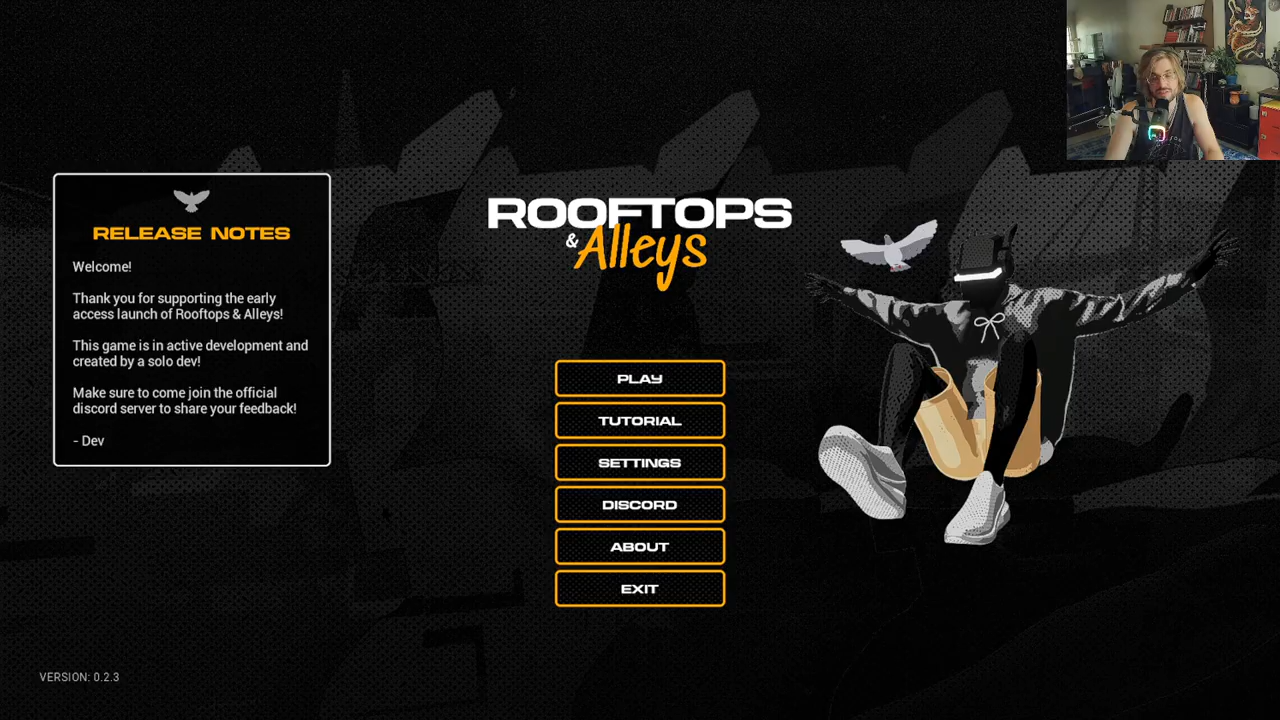 RELEASE NOTES
Welcome!
Thank you for supporting the early
access launch of Rooftops & Alleys!
This game is in active development and
created by a solo dev!
Make sure to come join the official
discord server to share your feedback!
- Dev
ROOFTOPS
& Alleys
PLAY
TUTORIAL
SETTINGS
DISCORD
ABOUT
EXIT
VERSION: 0.2.3